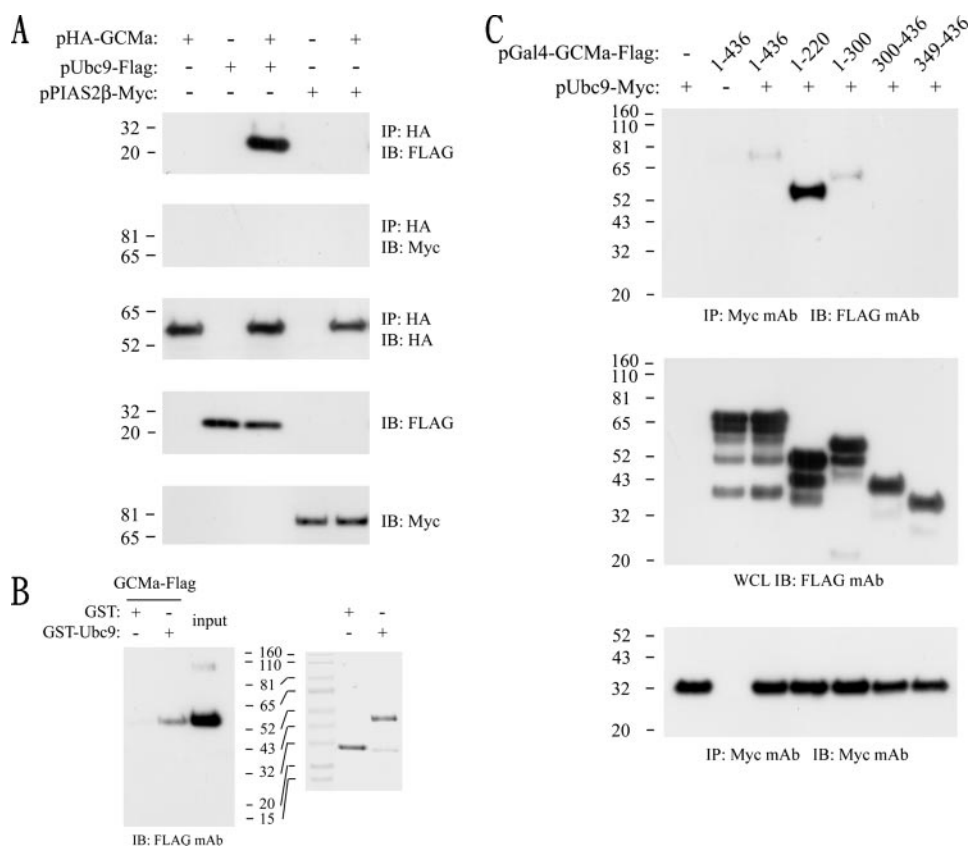 A
pHA-GCMa: + - + - +
pUbc9-Flag: - + + - -
pPIAS2β-Myc: - - - + +
32 -
20 -
IP: HA
IB: FLAG
81 -
65 -
IP: HA
IB: Myc
65 -
52 -
IP: HA
IB: HA
32 -
20 -
IB: FLAG
81 -
65 -
IB: Myc
B
GCMa-Flag
GST: + - input
GST-Ubc9: - +
+ -
- +
- 160
- 110
- 81
- 65
- 52
- 43
- 32
- 20
- 15
IB: FLAG mAb
C
pGal4-GCMa-Flag: - 1-436 1-436 1-220 1-300 300-436 349-436
pUbc9-Myc: + - + + + + +
160 -
110 -
81 -
65 -
52 -
43 -
32 -
20 -
IP: Myc mAb IB: FLAG mAb
160 -
110 -
81 -
65 -
52 -
43 -
32 -
20 -
WCL IB: FLAG mAb
52 -
43 -
32 -
20 -
IP: Myc mAb IB: Myc mAb